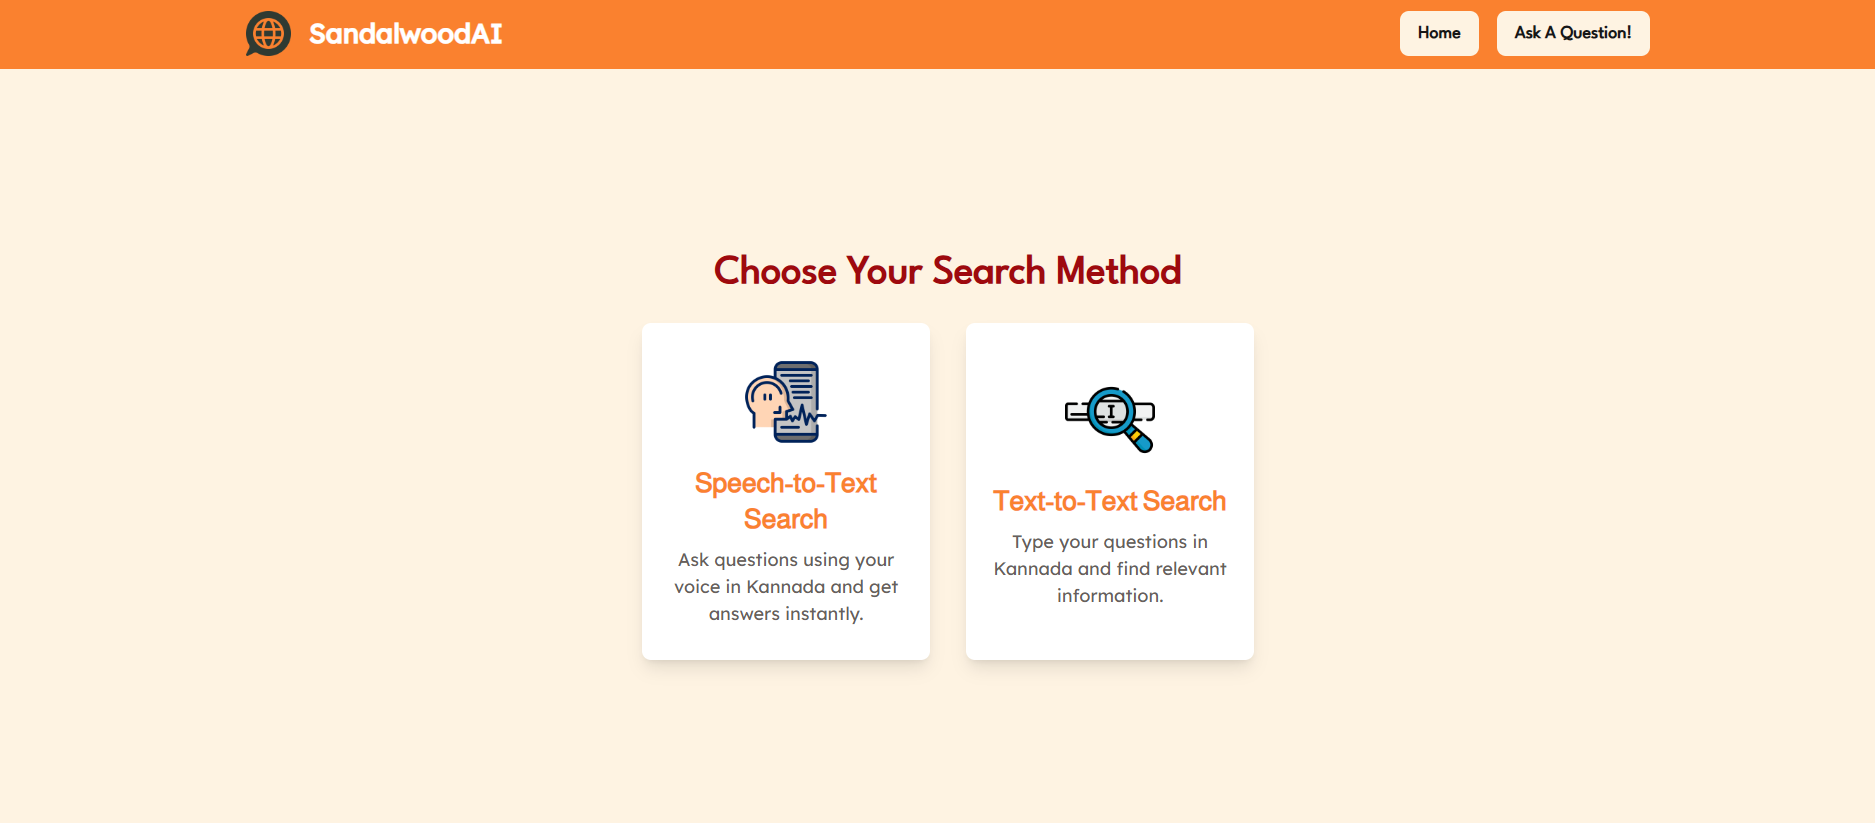 SandalwoodAI
Home
Ask A Question!
Choose Your Search Method
Speech-to-Text
Search
Ask questions using your
voice in Kannada and get
answers instantly.
Text-to-Text Search
Type your questions in
Kannada and find relevant
information.